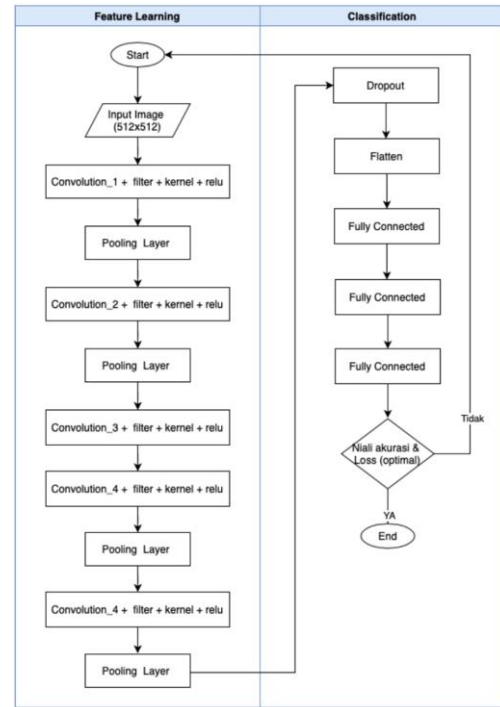 Feature Learning
Classification
Start
Input Image
(512x512)
Convolution_1 + filter + kernel + relu
Pooling Layer
Convolution_2 + filter + kernel + relu
Pooling Layer
Convolution_3 + filter + kernel + relu
Convolution_4 + filter + kernel + relu
Pooling Layer
Convolution_4 + filter + kernel + relu
Pooling Layer
Dropout
Flatten
Fully Connected
Fully Connected
Fully Connected
Niali akurasi &
Loss (optimal)
Tidak
YA
End